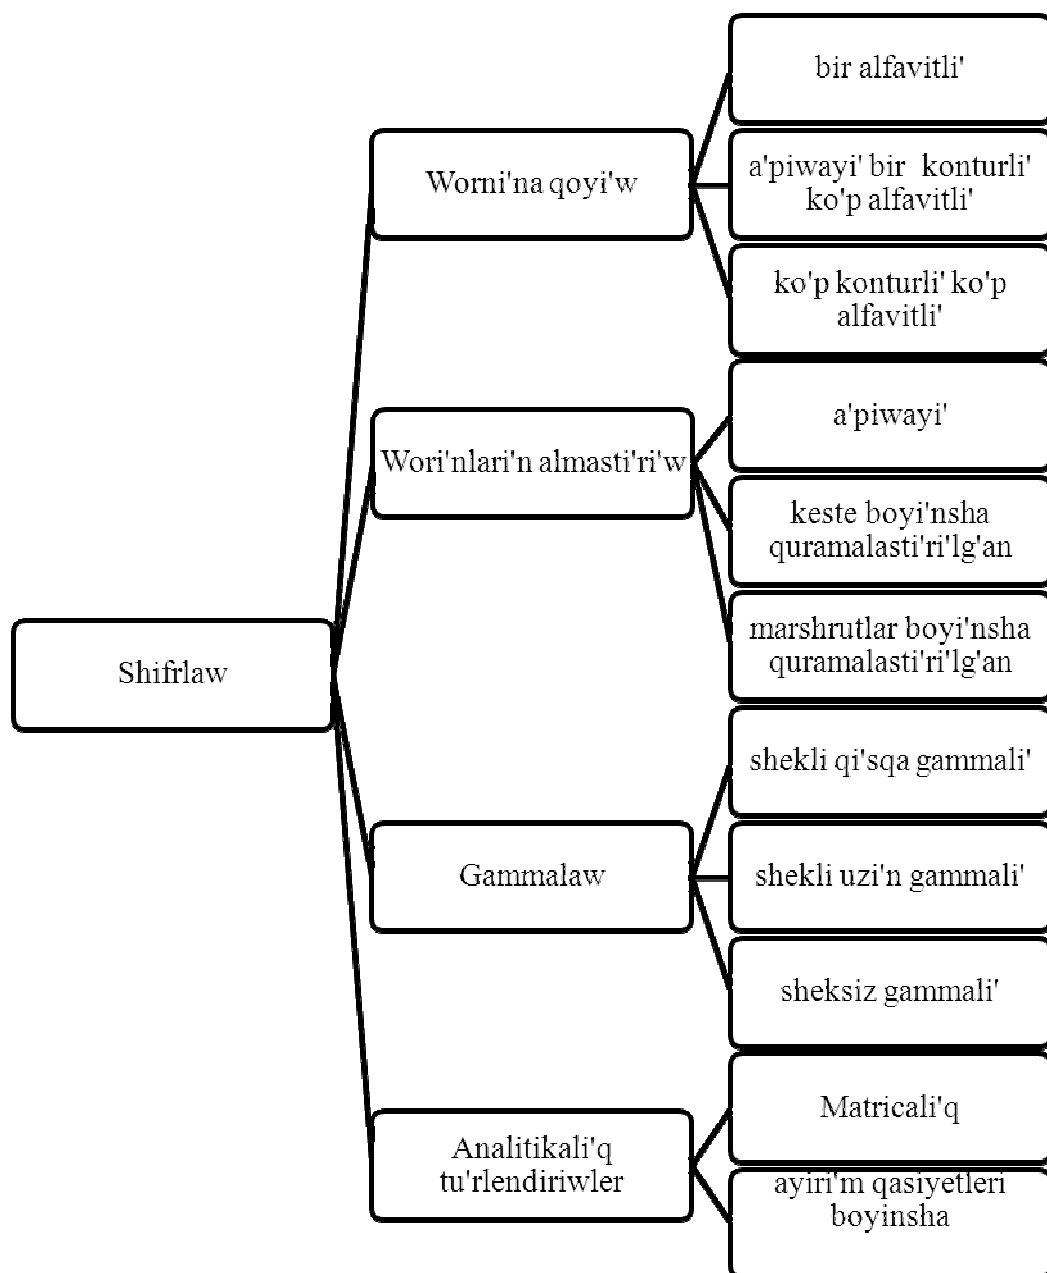 bir alfavitli'
Worni'na qoyi'w
a'piwayi' bir konturli'
ko'p alfavitli'
ko'p konturli' ko'p
alfavitli'
a'piwayi'
Wori'nlari'n almasti'ri'w
keste boyi'nsha
quramalasti'ri'lg'an
marshrutlar boyi'nsha
quramalasti'ri'lg'an
Shifrlaw
shekli qi'sqa gammali'
Gammalaw
shekli uzi'n gammali'
sheksiz gammali'
Matricali'q
Analitikali'q
tu'rlendiriwler
ayiri'm qasiyetleri
boyinsha